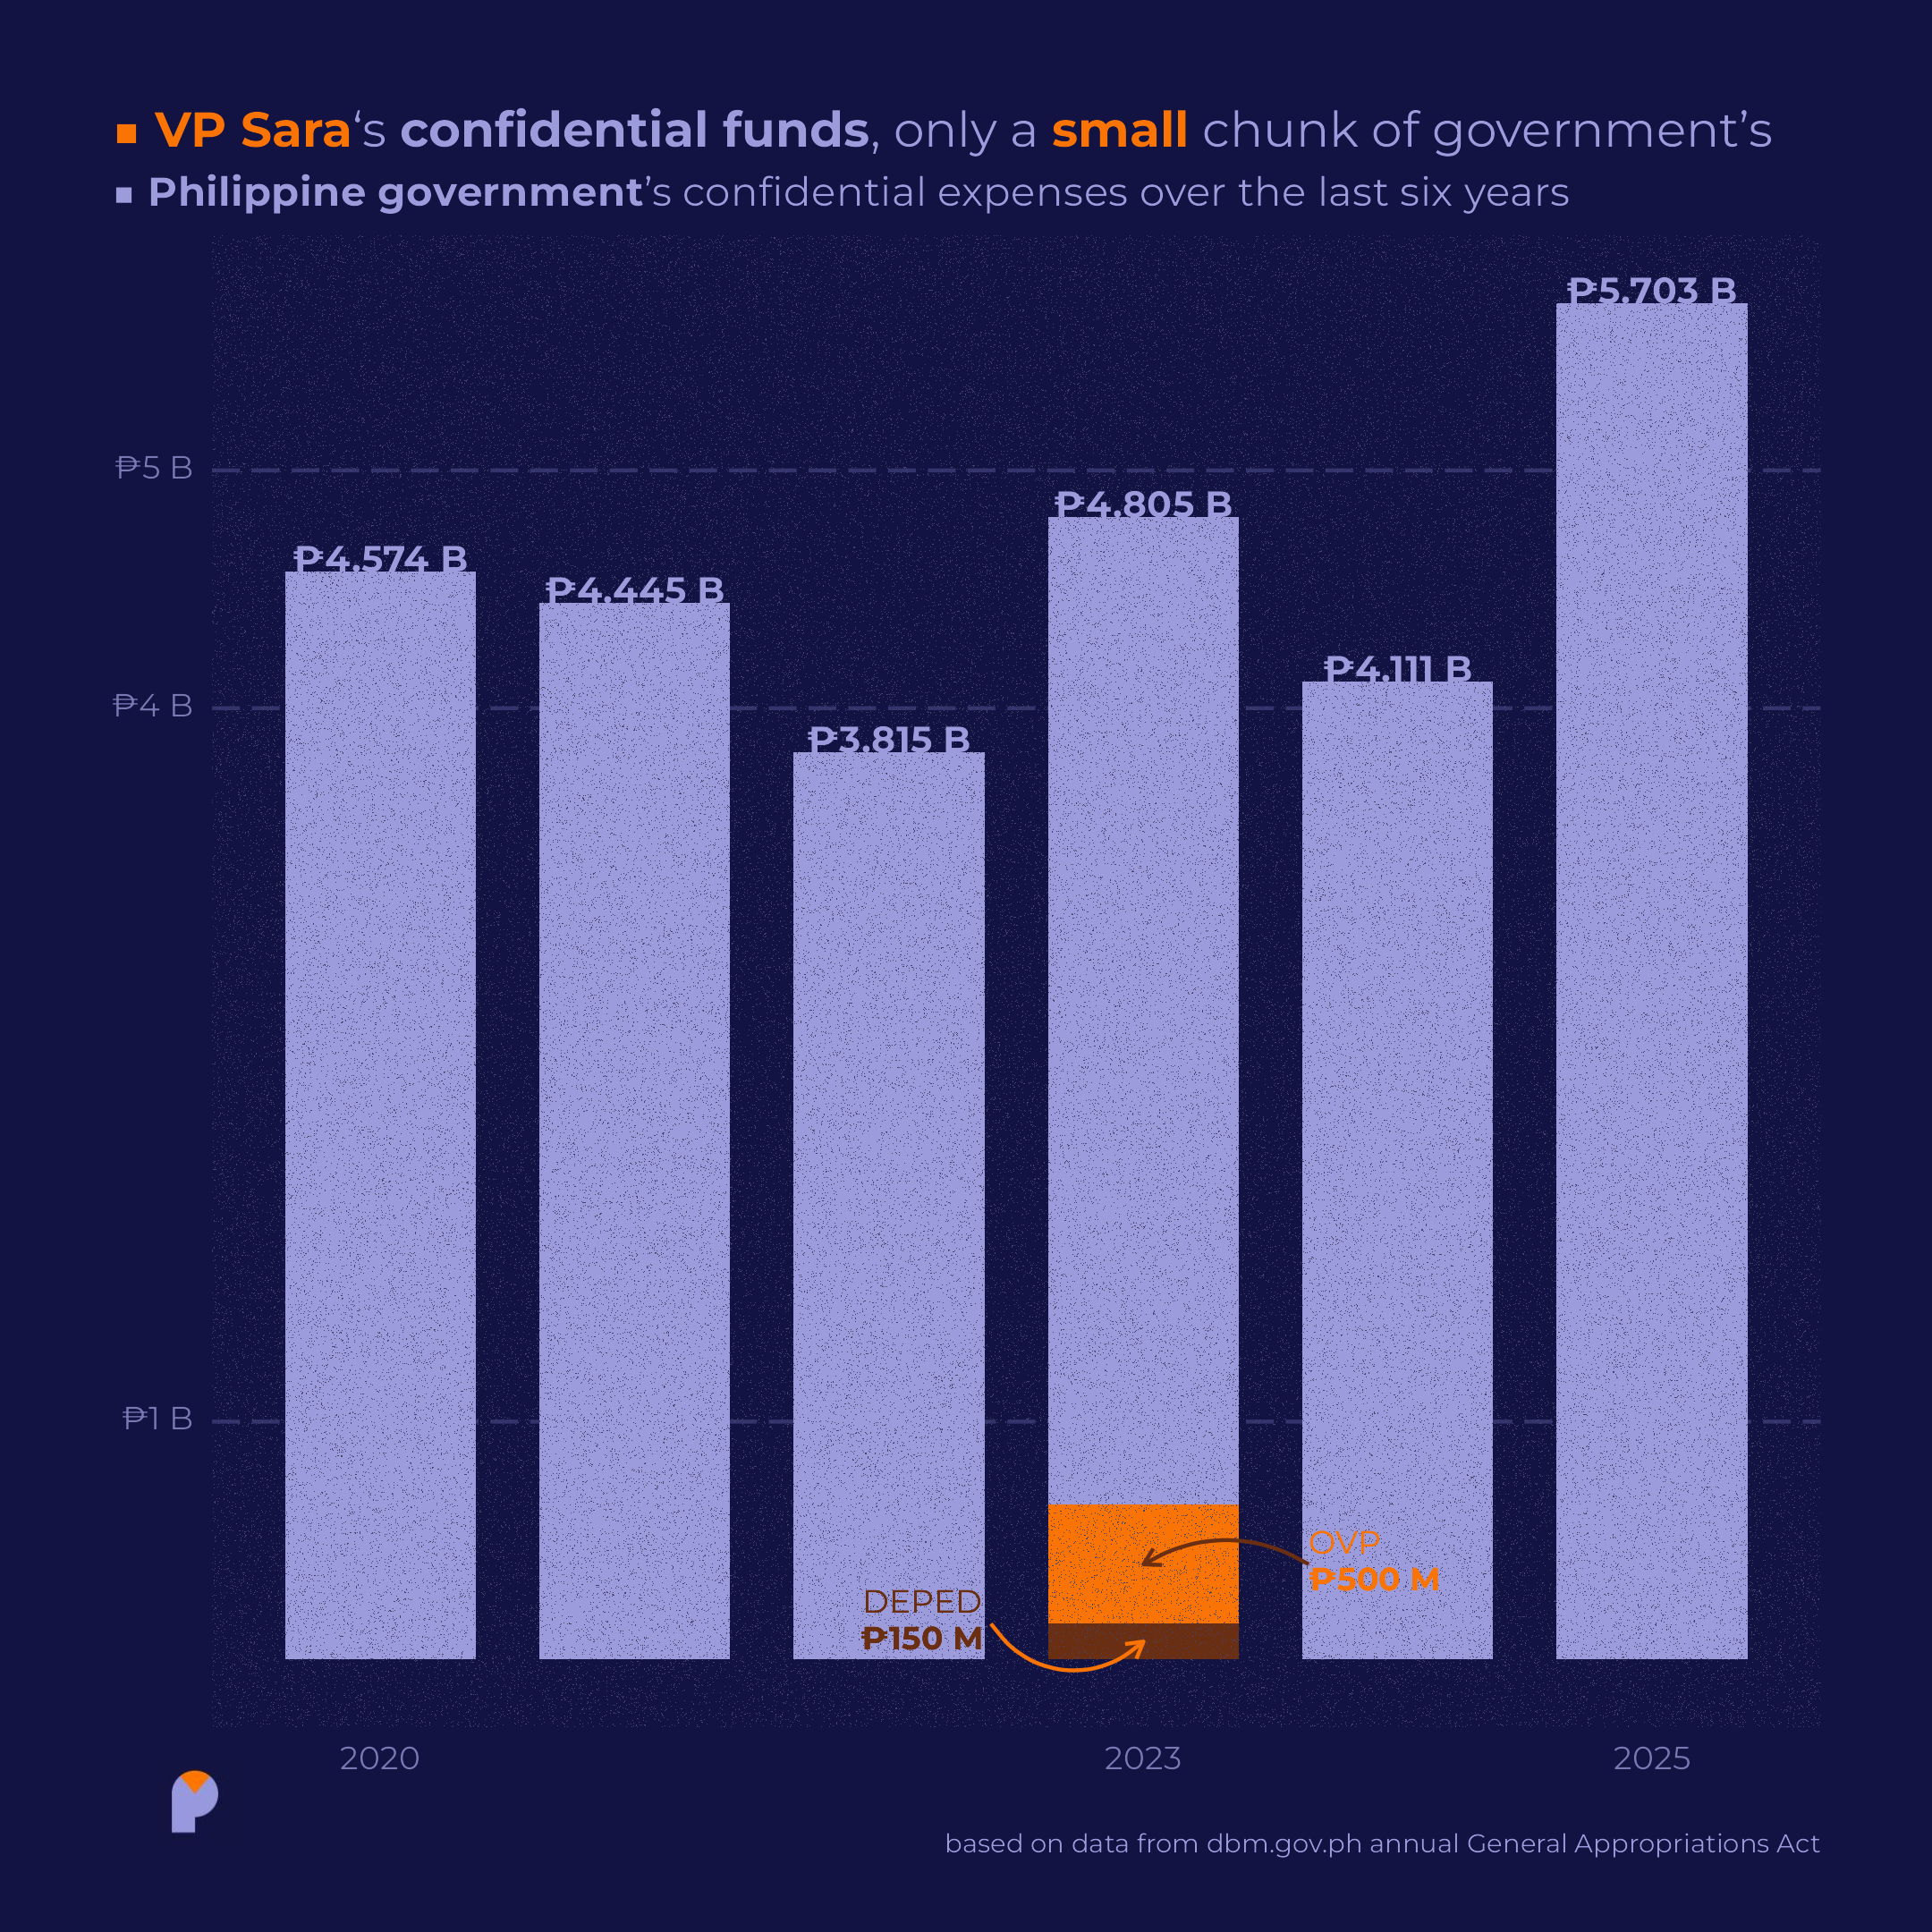 VP Sara‘s confidential funds, only a small chunk of government’s
Philippine government’s confidential expenses over the last six years
₱5.703 B
₱5 B
₱4.805 B
₱4.574 B
₱4.445 B
₱4.111 B
₱4 B
₱3.815 B
₱1 B
OVP
₱500 M
DEPED
₱150 M
2020
2023
2025
based on data from dbm.gov.ph annual General Appropriations Act